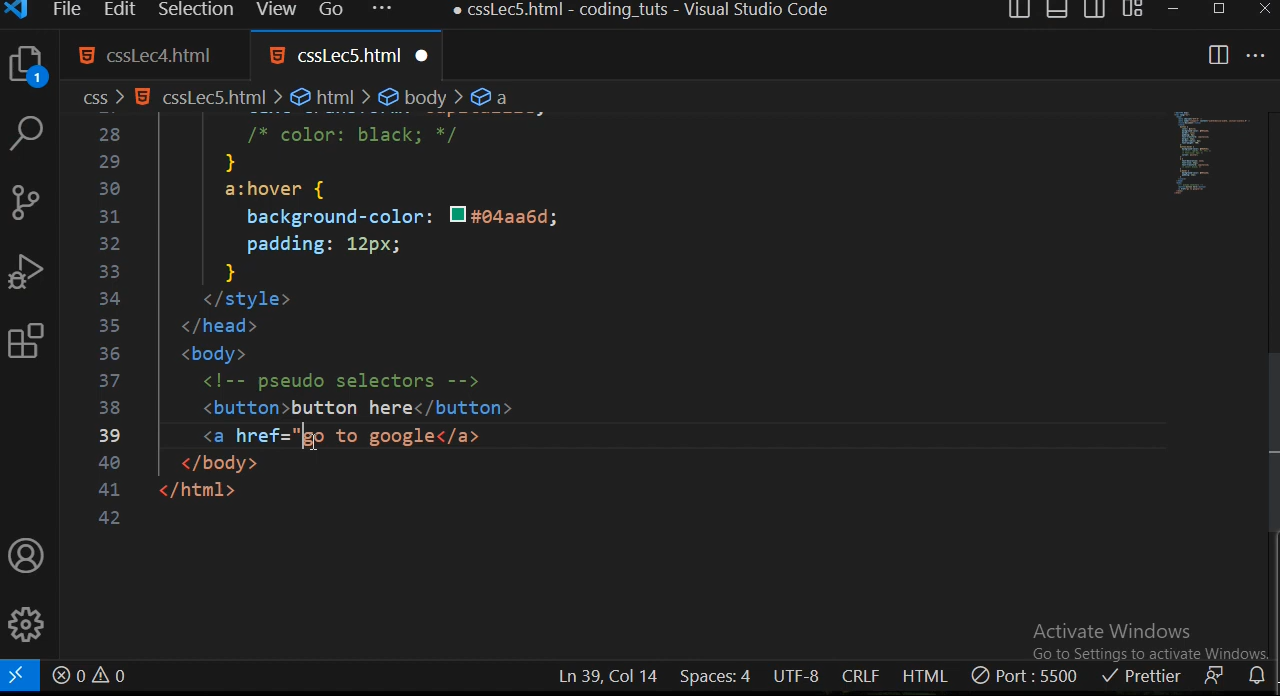 File Edit Selection View Go ··· ● cssLec5.html - coding_tuts - Visual Studio Code
cssLec4.html cssLec5.html ●
css > cssLec5.html > html > body > a
1
28 /* color: black; */
29 }
30 a:hover {
31 background-color: #04aa6d;
32 padding: 12px;
33 }
34 </style>
35 </head>
36 <body>
37 <!-- pseudo selectors -->
38 <button>button here</button>
39 <a href="go to google</a>
40 </body>
41 </html>
42
Activate Windows
Go to Settings to activate Windows.
0 0 Ln 39, Col 14 Spaces: 4 UTF-8 CRLF HTML Port : 5500 Prettier